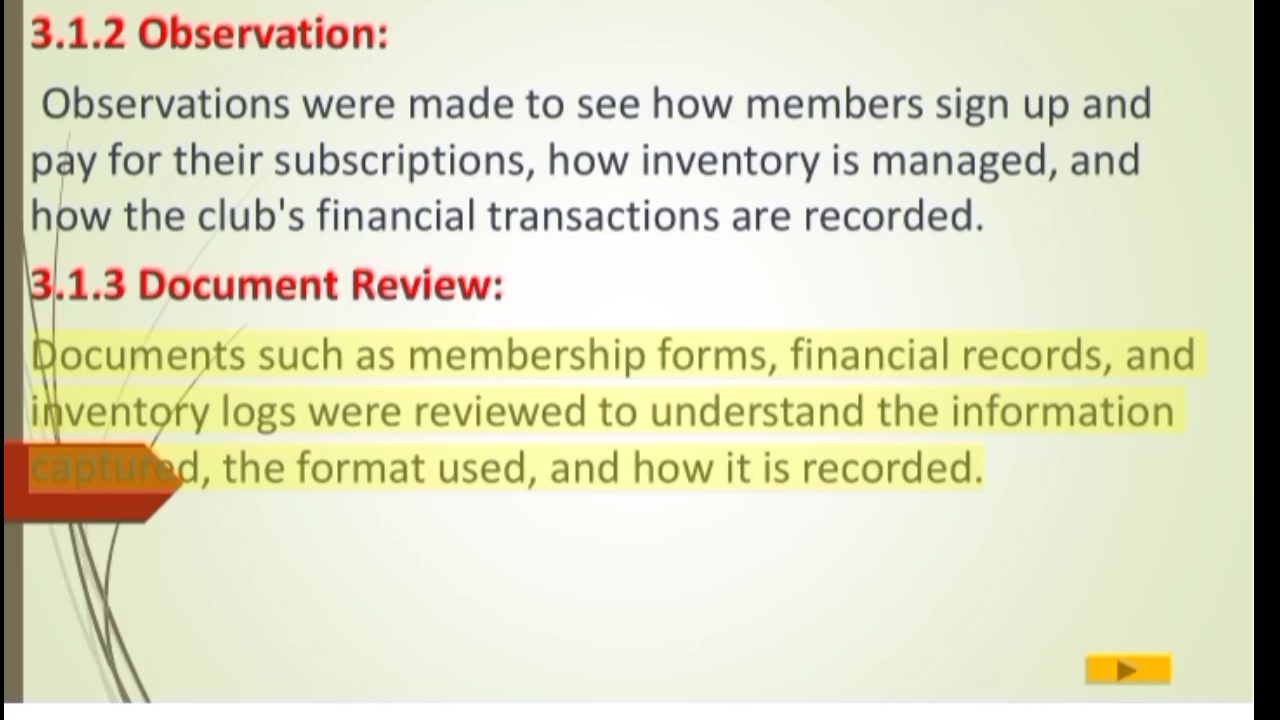 3.1.2 Observation:
Observations were made to see how members sign up and
pay for their subscriptions, how inventory is managed, and
how the club's financial transactions are recorded.
3.1.3 Document Review:
Documents such as membership forms, financial records, and
inventory logs were reviewed to understand the information
captured, the format used, and how it is recorded.